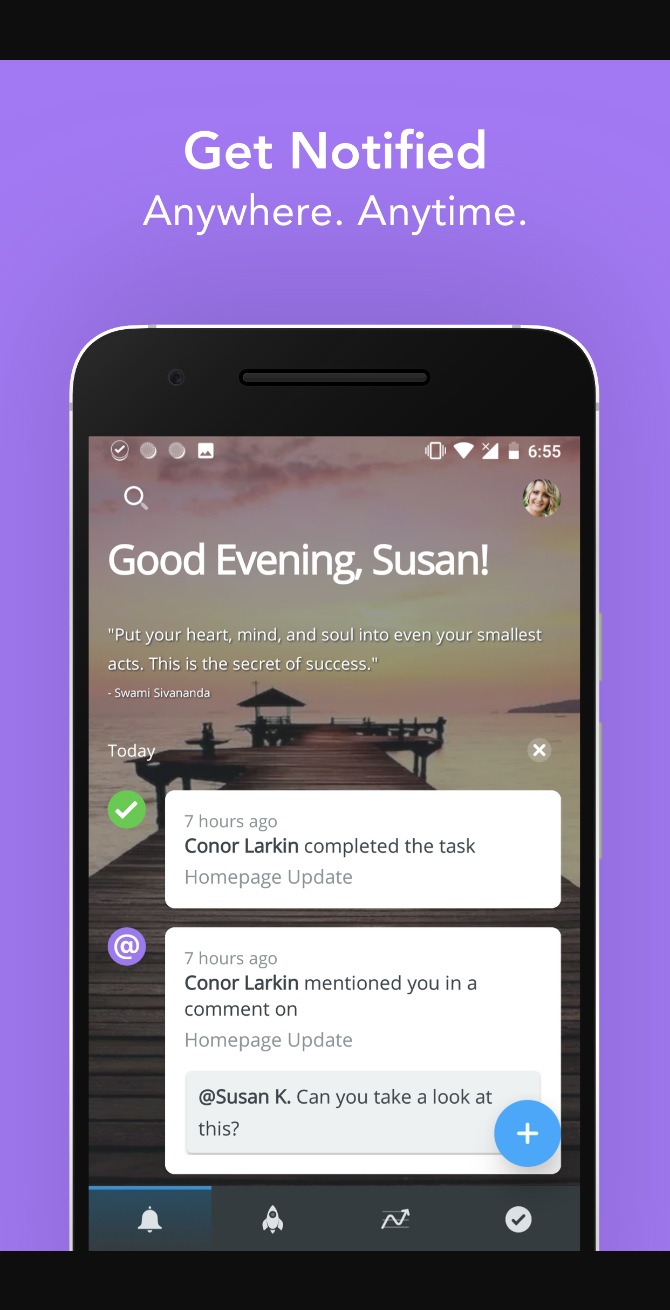 Get Notified
Anywhere. Anytime.
6:55
Good Evening, Susan!
"Put your heart, mind, and soul into even your smallest
acts. This is the secret of success."
- Swami Sivananda
Today
7 hours ago
Conor Larkin completed the task
Homepage Update
@
7 hours ago
Conor Larkin mentioned you in a
comment on
Homepage Update
@Susan K. Can you take a look at
this?